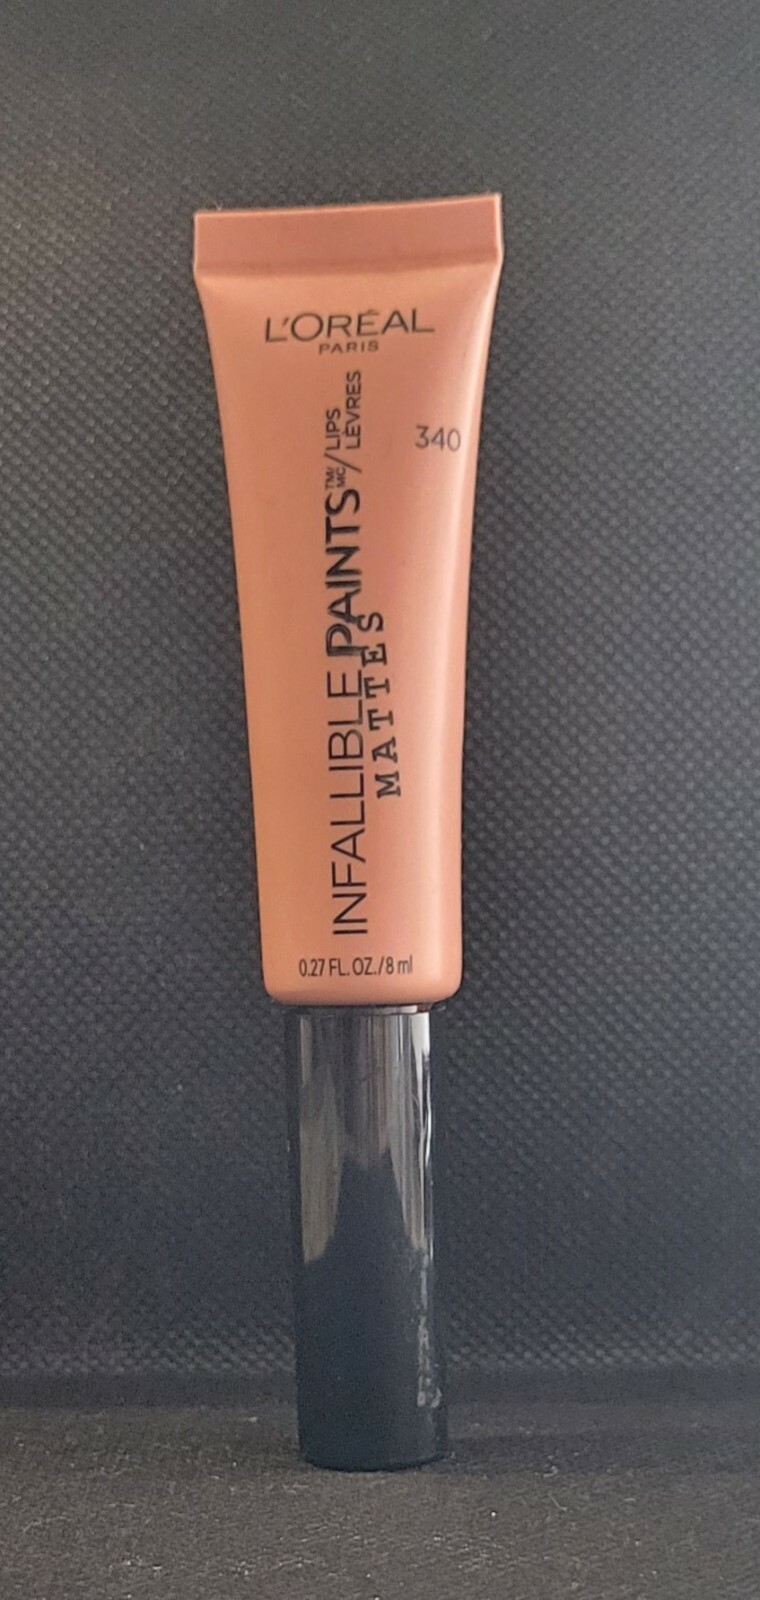 L'ORÉAL
PARIS
340
INFALLIBLE PAINTS™/MC/LIPS
LÈVRES
MATTES
0.27 FL. OZ./8 ml